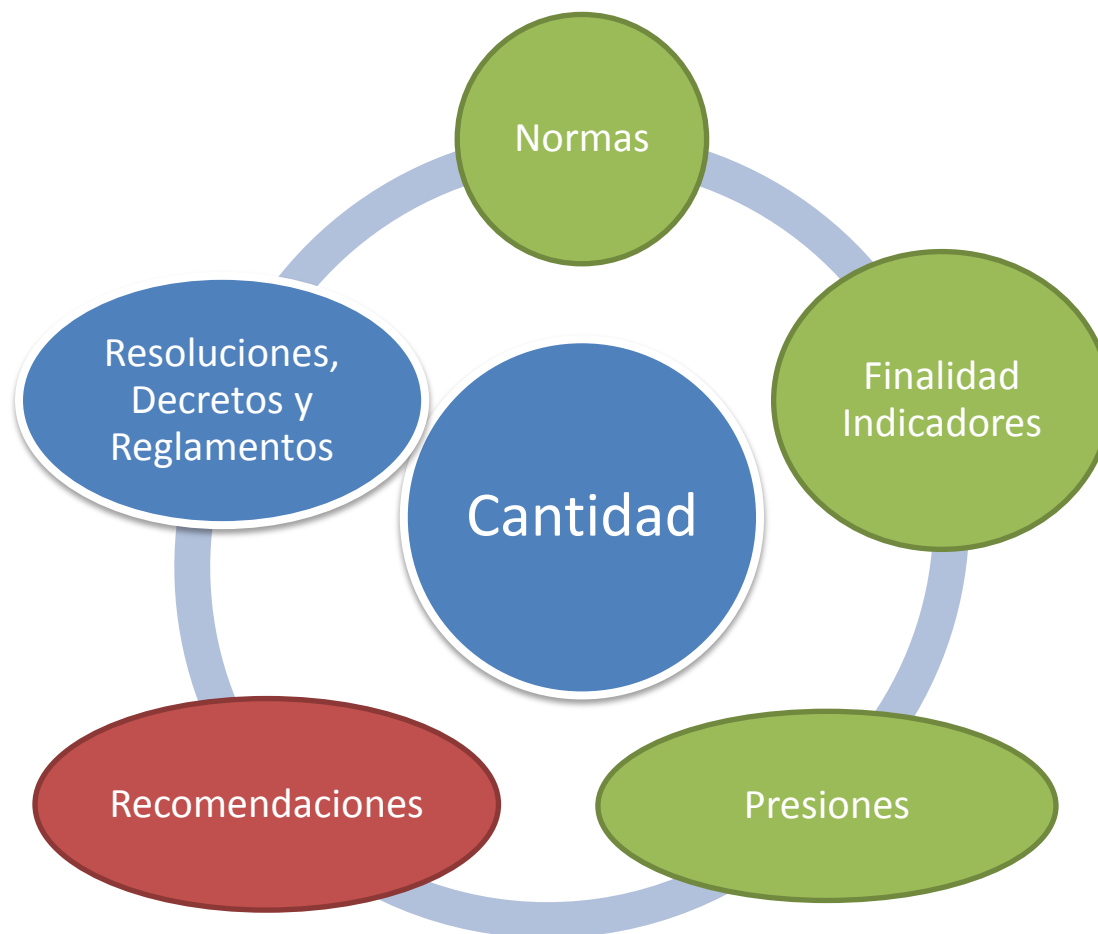 Normas
Finalidad
Indicadores
Resoluciones,
Decretos y
Reglamentos
Cantidad
Recomendaciones
Presiones